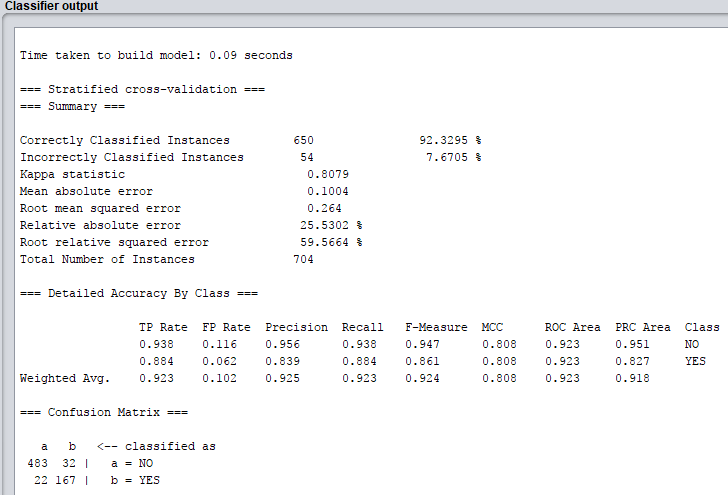 Classifier output
Time taken to build model: 0.09 seconds
=== Stratified cross-validation ===
=== Summary ===
Correctly Classified Instances 650 92.3295 %
Incorrectly Classified Instances 54 7.6705 %
Kappa statistic 0.8079
Mean absolute error 0.1004
Root mean squared error 0.264
Relative absolute error 25.5302 %
Root relative squared error 59.5664 %
Total Number of Instances 704
=== Detailed Accuracy By Class ===
TP Rate FP Rate Precision Recall F-Measure MCC ROC Area PRC Area Class
0.938 0.116 0.956 0.938 0.947 0.808 0.923 0.951 NO
0.884 0.062 0.839 0.884 0.861 0.808 0.923 0.827 YES
Weighted Avg. 0.923 0.102 0.925 0.923 0.924 0.808 0.923 0.918
=== Confusion Matrix ===
a b <-- classified as
483 32 | a = NO
22 167 | b = YES